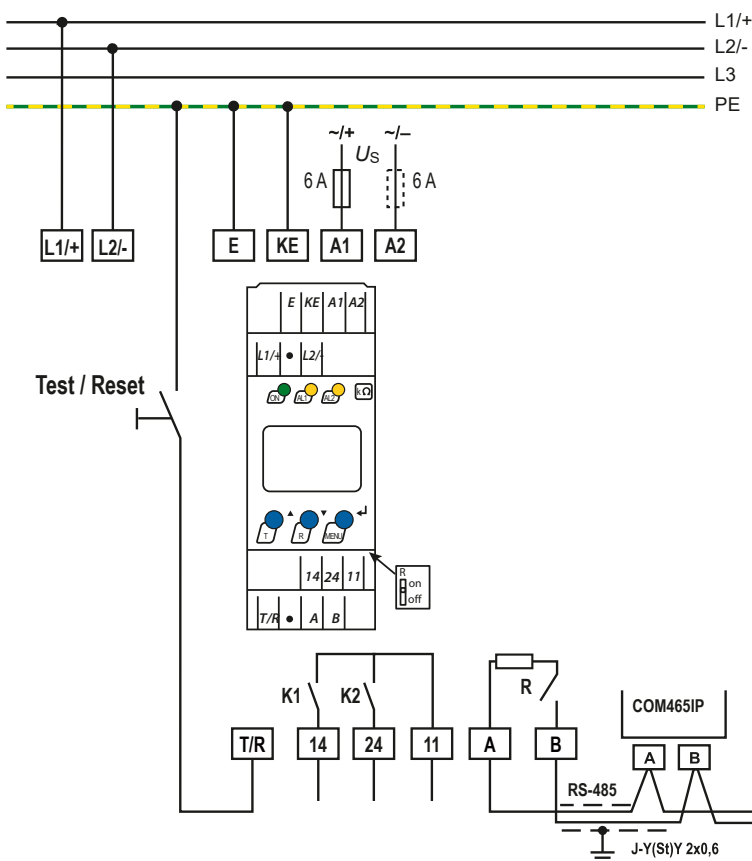 L1/+
L2/-
L3
PE
~/+ ~/–
US
6 A 6 A
L1/+ L2/- E KE A1 A2
E KE A1 A2
L1/+ • L2/-
ON AL1 AL2 kΩ
Test / Reset
T R MENU
R
on
off
14 24 11
T/R • A B
K1 K2 R
COM465IP
T/R 14 24 11 A B
A B
RS-485
J-Y(St)Y 2x0,6